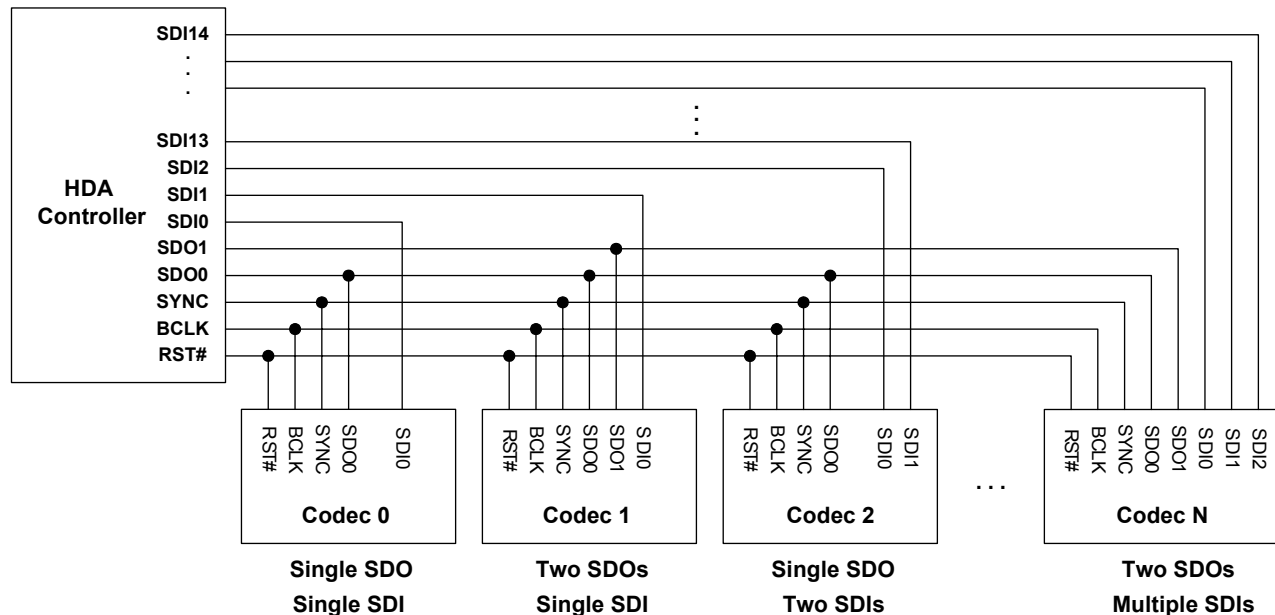 SDI14
.
.
.
SDI13
SDI2
SDI1
SDI0
SDO1
SDO0
SYNC
BCLK
RST#
HDA
Controller
.
.
.
RST#
BCLK
SYNC
SDO0
SDI0
Codec 0
Single SDO
Single SDI
RST#
BCLK
SYNC
SDO0
SDO1
SDI0
Codec 1
Two SDOs
Single SDI
RST#
BCLK
SYNC
SDO0
SDI0
SDI1
Codec 2
Single SDO
Two SDIs
. . .
RST#
BCLK
SYNC
SDO0
SDO1
SDI0
SDI1
SDI2
Codec N
Two SDOs
Multiple SDIs